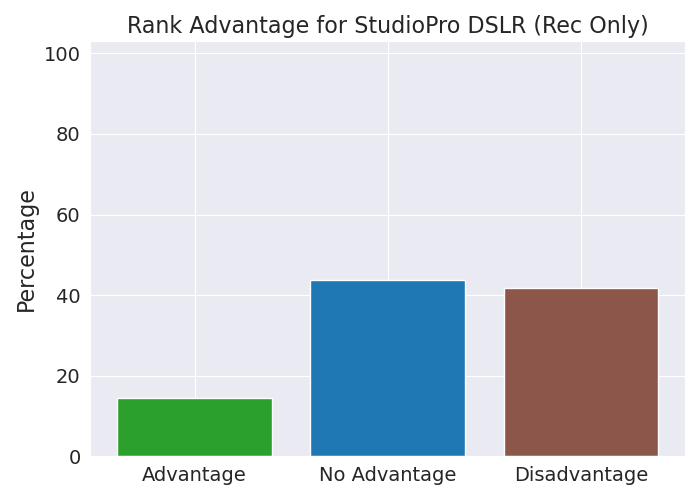 Rank Advantage for StudioPro DSLR (Rec Only)
Percentage
100
80
60
40
20
0
Advantage
No Advantage
Disadvantage